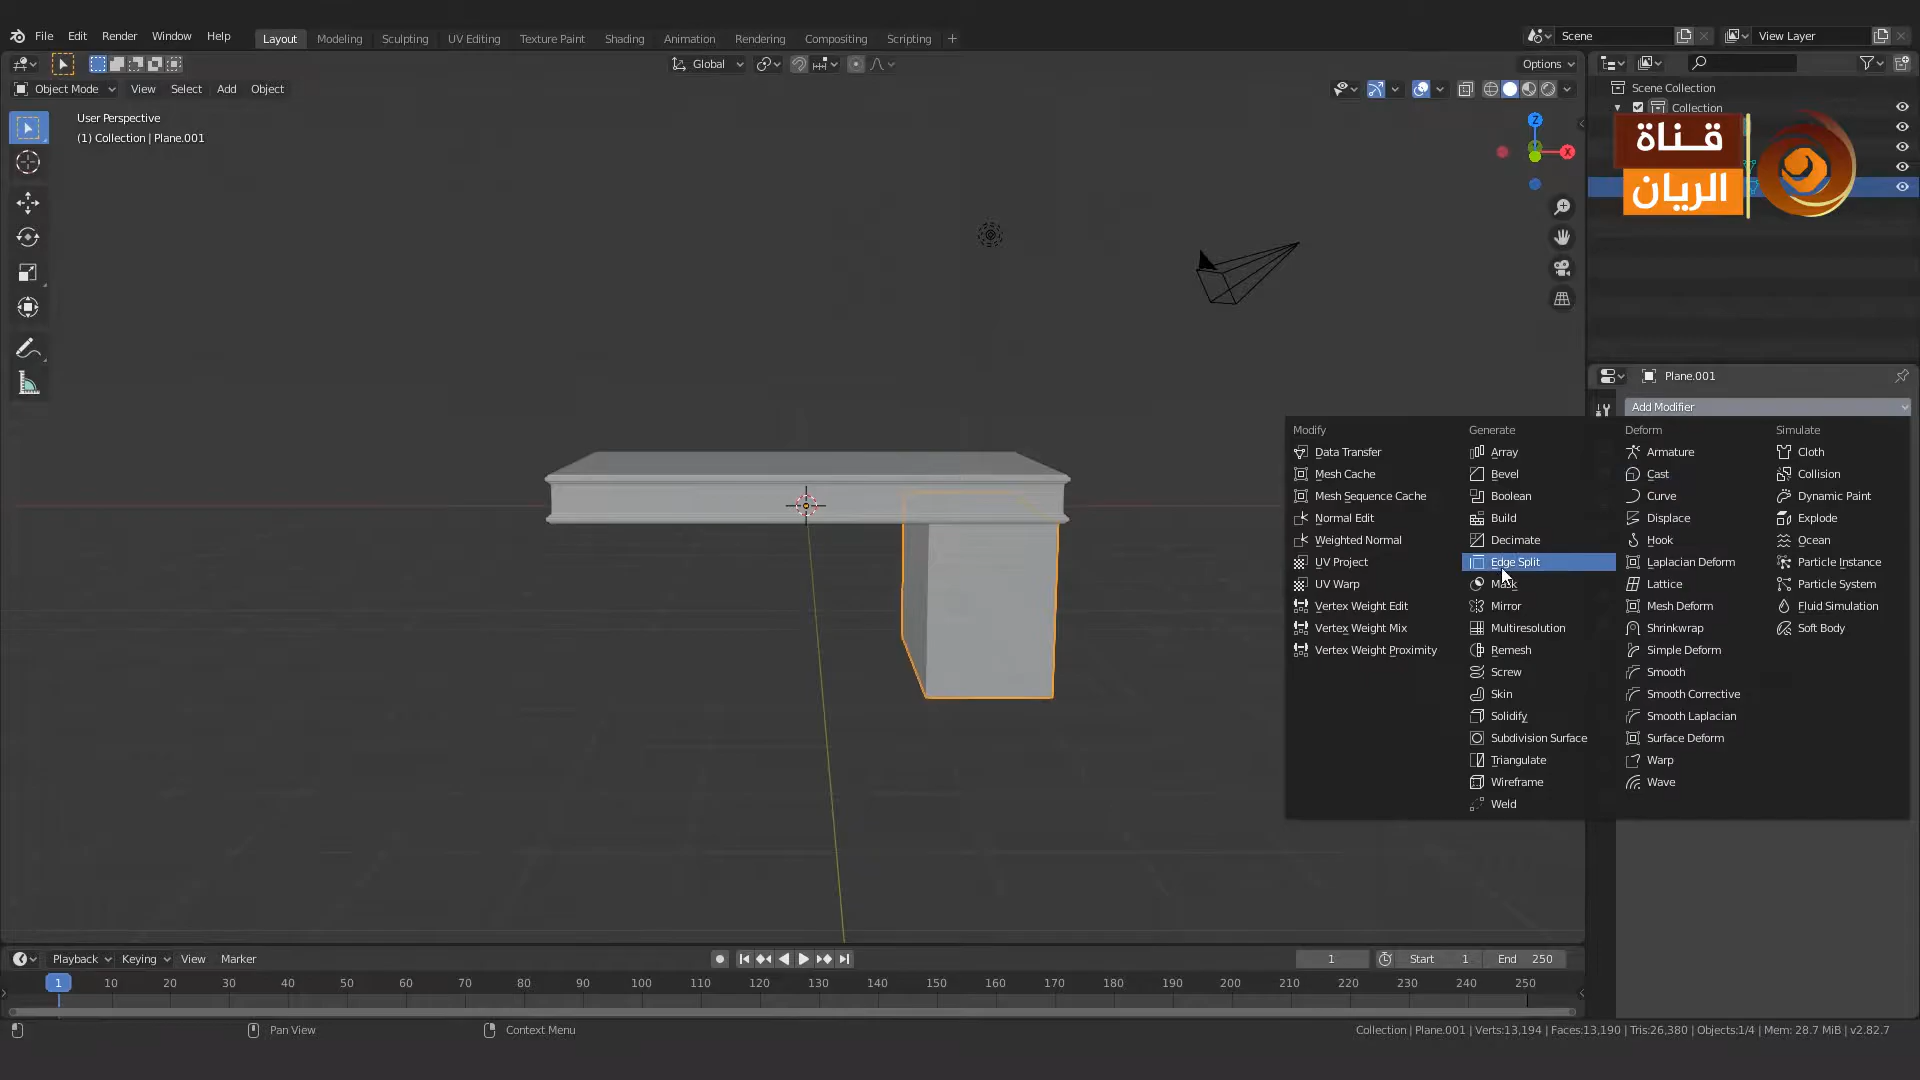 File Edit Render Window Help Layout Modeling Sculpting UV Editing Texture Paint Shading Animation Rendering Compositing Scripting + Scene View Layer
Global Options
Object Mode View Select Add Object
User Perspective
(1) Collection | Plane.001
Z
X
Scene Collection
Collection
قناة
الريان
Plane.001
Add Modifier
Modify Generate Deform Simulate
Data Transfer Array Armature Cloth
Mesh Cache Bevel Cast Collision
Mesh Sequence Cache Boolean Curve Dynamic Paint
Normal Edit Build Displace Explode
Weighted Normal Decimate Hook Ocean
UV Project Edge Split Laplacian Deform Particle Instance
UV Warp Mask Lattice Particle System
Vertex Weight Edit Mirror Mesh Deform Fluid Simulation
Vertex Weight Mix Multiresolution Shrinkwrap Soft Body
Vertex Weight Proximity Remesh Simple Deform
Screw Smooth
Skin Smooth Corrective
Solidify Smooth Laplacian
Subdivision Surface Surface Deform
Triangulate Warp
Wireframe Wave
Weld
Playback Keying View Marker 1 Start 1 End 250
1 10 20 30 40 50 60 70 80 90 100 110 120 130 140 150 160 170 180 190 200 210 220 230 240 250
Pan View Context Menu Collection | Plane.001 | Verts:13,194 | Faces:13,190 | Tris:26,380 | Objects:1/4 | Mem: 28.7 MiB | v2.82.7